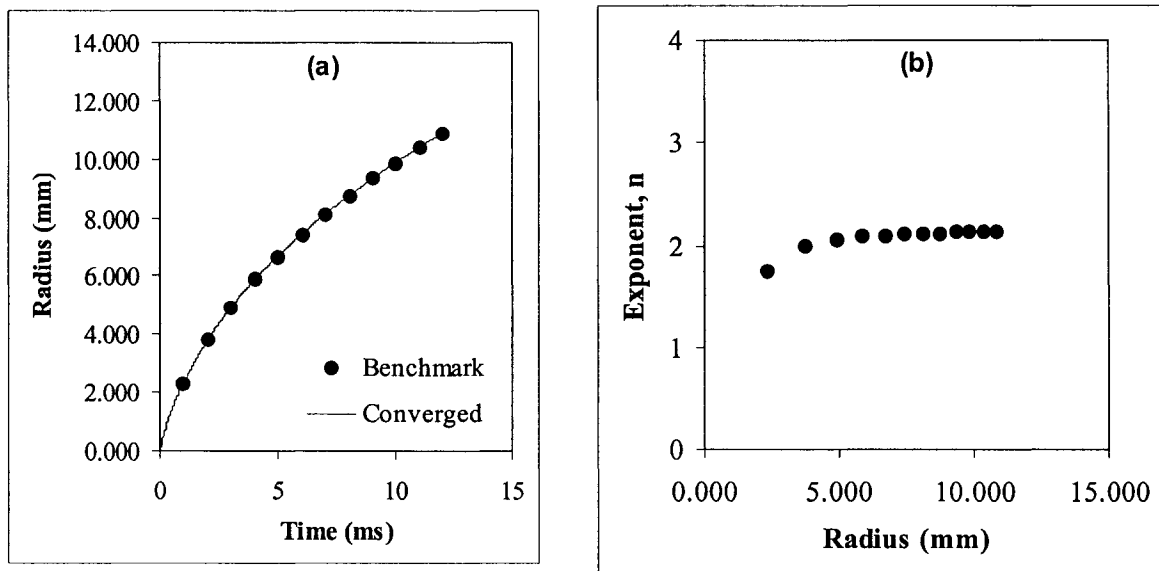 (a)
14.000
12.000
10.000
8.000
6.000
4.000
2.000
0.000
Radius (mm)
Benchmark
Converged
0 5 10 15
Time (ms)
(b)
4
3
2
1
0
Exponent, n
0.000 5.000 10.000 15.000
Radius (mm)